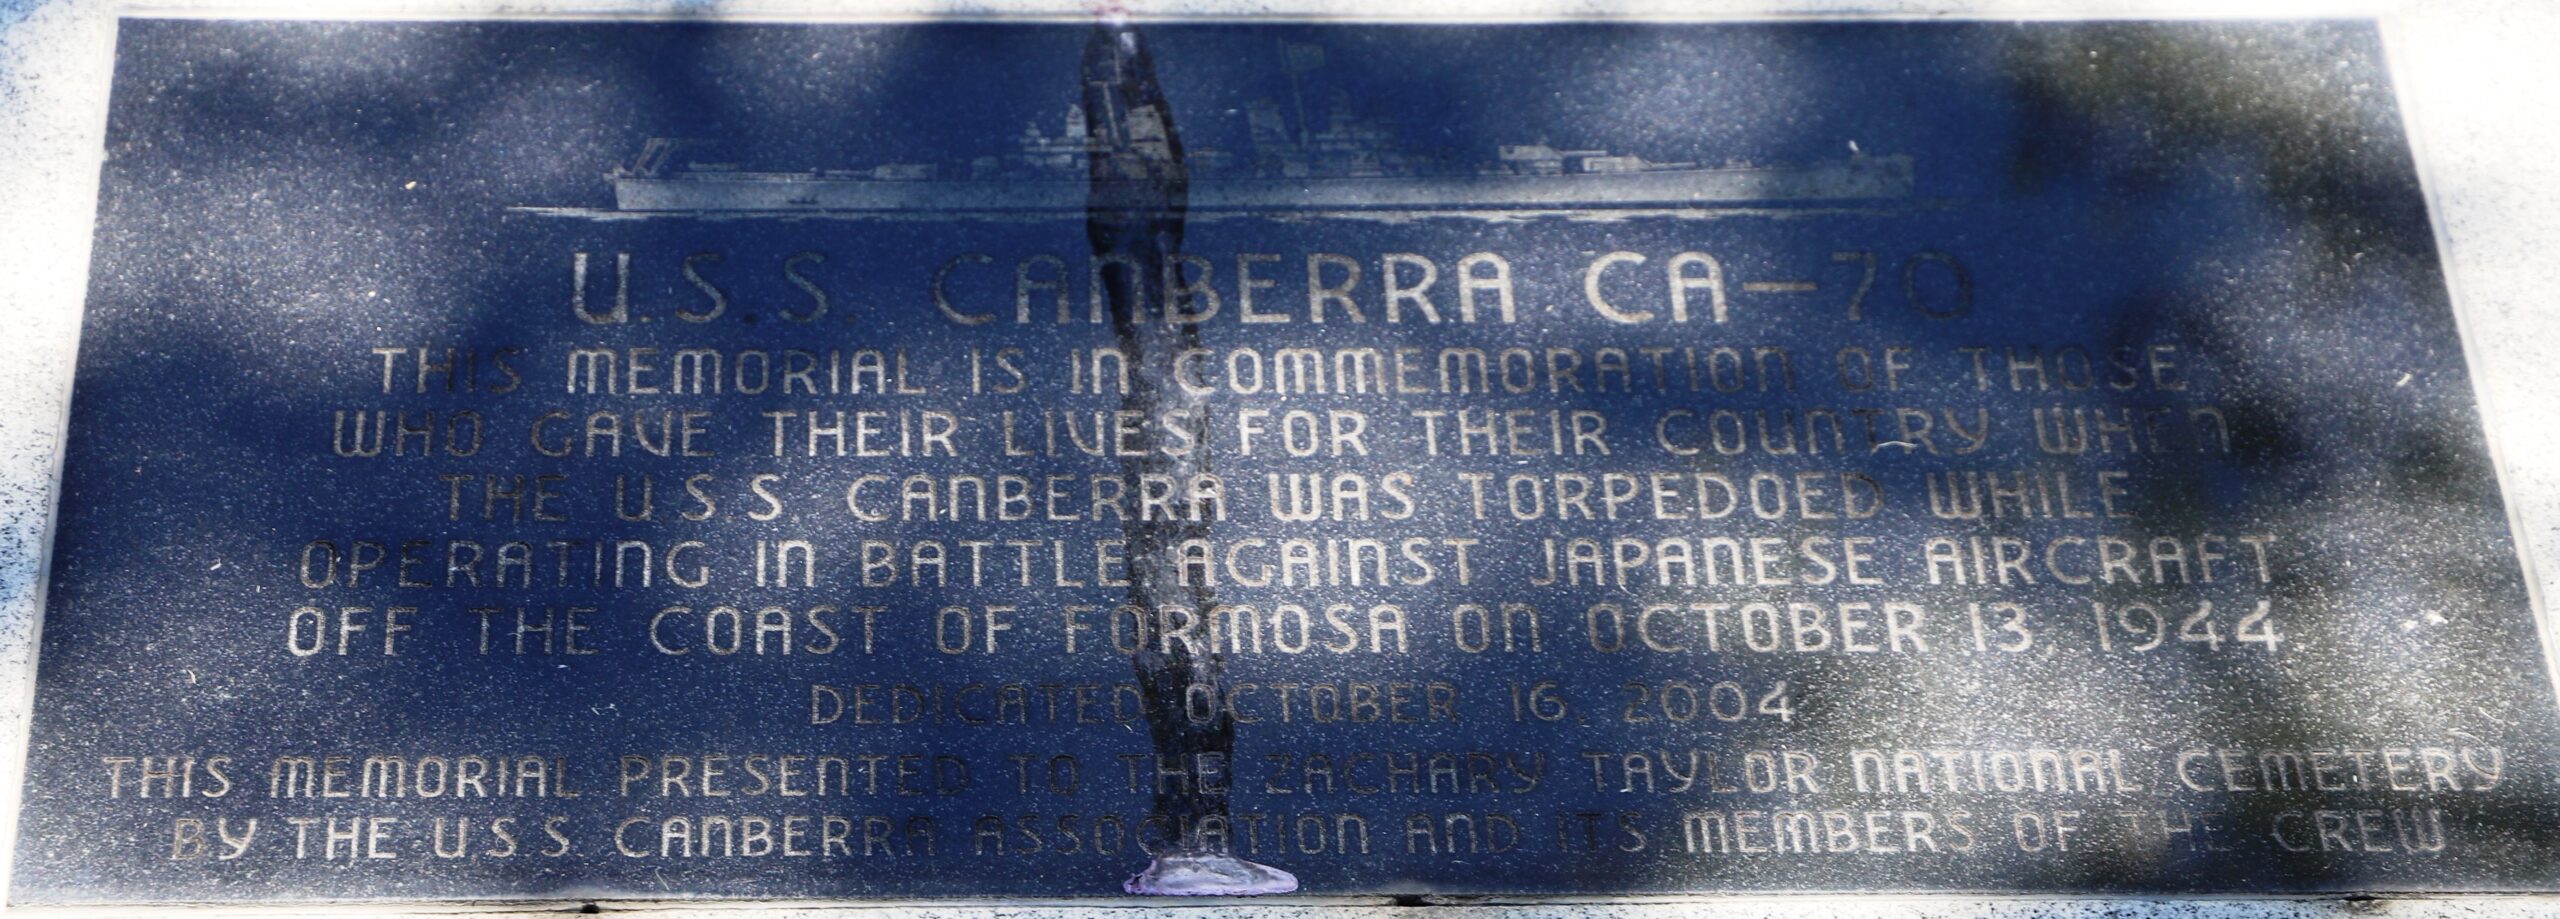 U.S.S. CANBERRA CA-70
THIS MEMORIAL IS IN COMMEMORATION OF THOSE
WHO GAVE THEIR LIVES FOR THEIR COUNTRY WHEN
THE U.S.S. CANBERRA WAS TORPEDOED WHILE
OPERATING IN BATTLE AGAINST JAPANESE AIRCRAFT
OFF THE COAST OF FORMOSA ON OCTOBER 13, 1944
DEDICATED OCTOBER 16, 2004
THIS MEMORIAL PRESENTED TO THE ZACHARY TAYLOR NATIONAL CEMETERY
BY THE U.S.S. CANBERRA ASSOCIATION AND ITS MEMBERS OF THE CREW